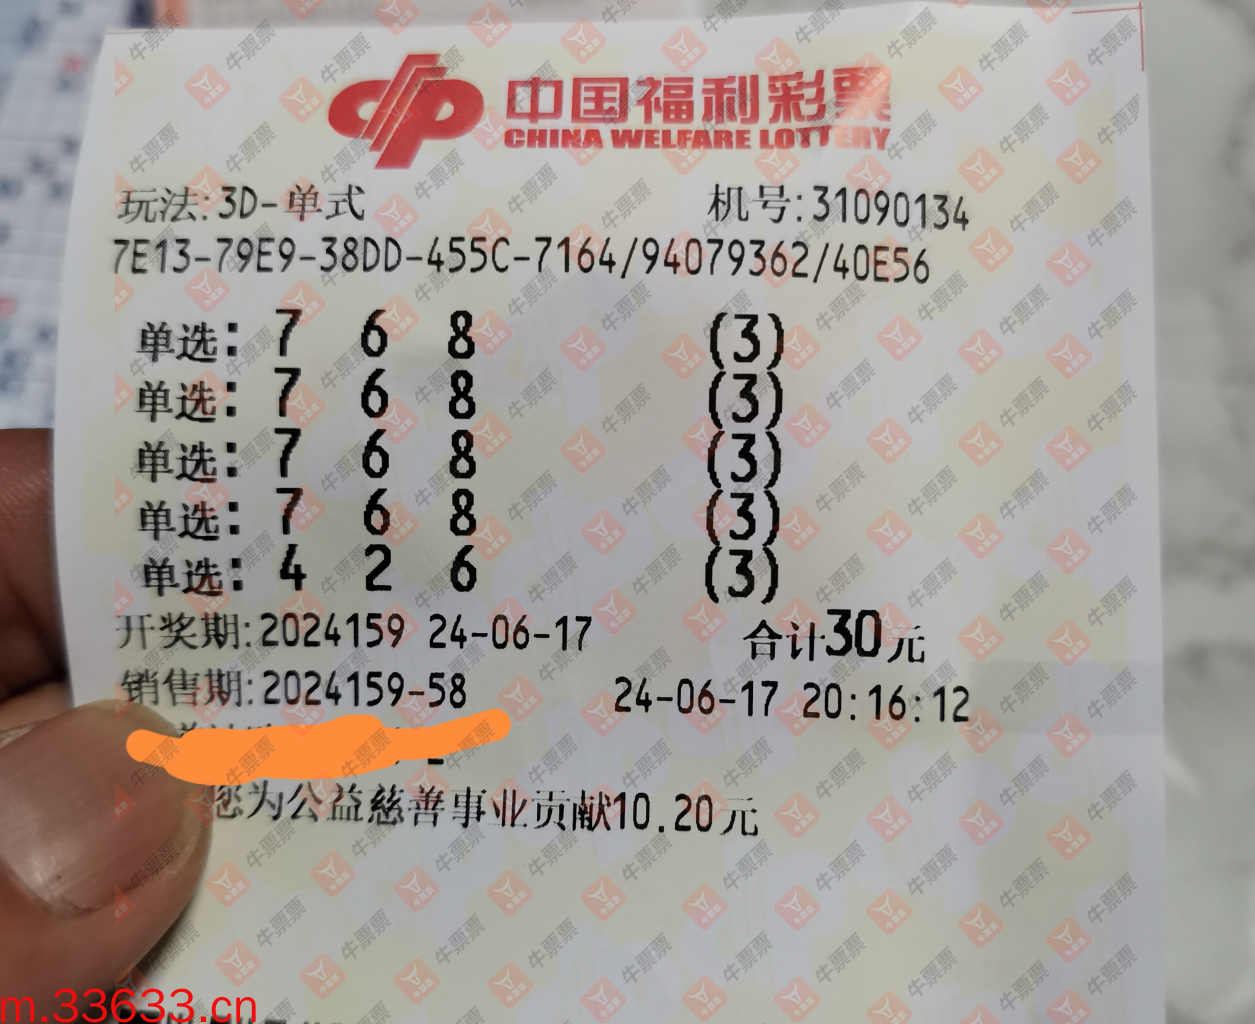 中国福利彩票
CHINA WELFARE LOTTERY
玩法:3D-单式 机号:31090134
7E13-79E9-38DD-455C-7164/94079362/40E56
单选: 7 6 8 (3)
单选: 7 6 8 (3)
单选: 7 6 8 (3)
单选: 7 6 8 (3)
单选: 4 2 6 (3)
开奖期:2024159 24-06-17 合计30元
销售期:2024159-58 24-06-17 20:16:12
您为公益慈善事业贡献10.20元
m.33633.cn
牛票票